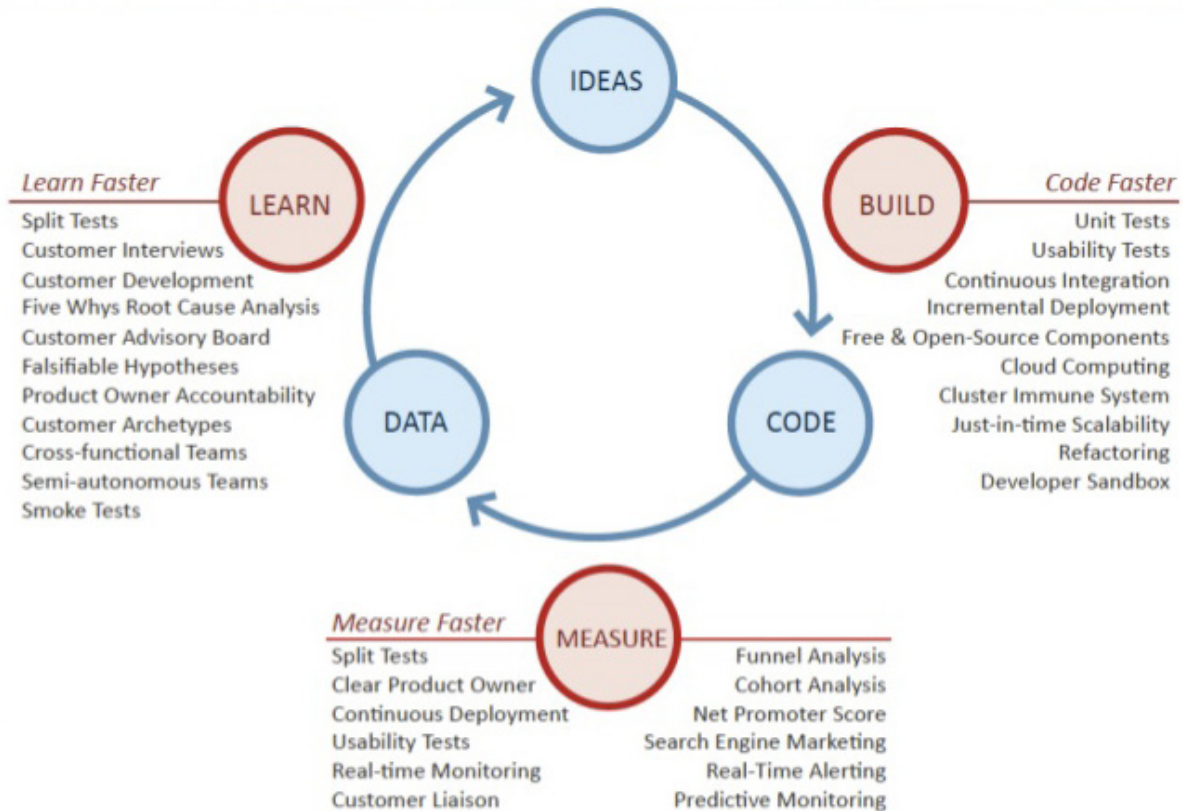 IDEAS
LEARN
Learn Faster
Split Tests
Customer Interviews
Customer Development
Five Whys Root Cause Analysis
Customer Advisory Board
Falsifiable Hypotheses
Product Owner Accountability
Customer Archetypes
Cross-functional Teams
Semi-autonomous Teams
Smoke Tests
BUILD
Code Faster
Unit Tests
Usability Tests
Continuous Integration
Incremental Deployment
Free & Open-Source Components
Cloud Computing
Cluster Immune System
Just-in-time Scalability
Refactoring
Developer Sandbox
DATA
CODE
MEASURE
Measure Faster
Split Tests
Clear Product Owner
Continuous Deployment
Usability Tests
Real-time Monitoring
Customer Liaison
Funnel Analysis
Cohort Analysis
Net Promoter Score
Search Engine Marketing
Real-Time Alerting
Predictive Monitoring